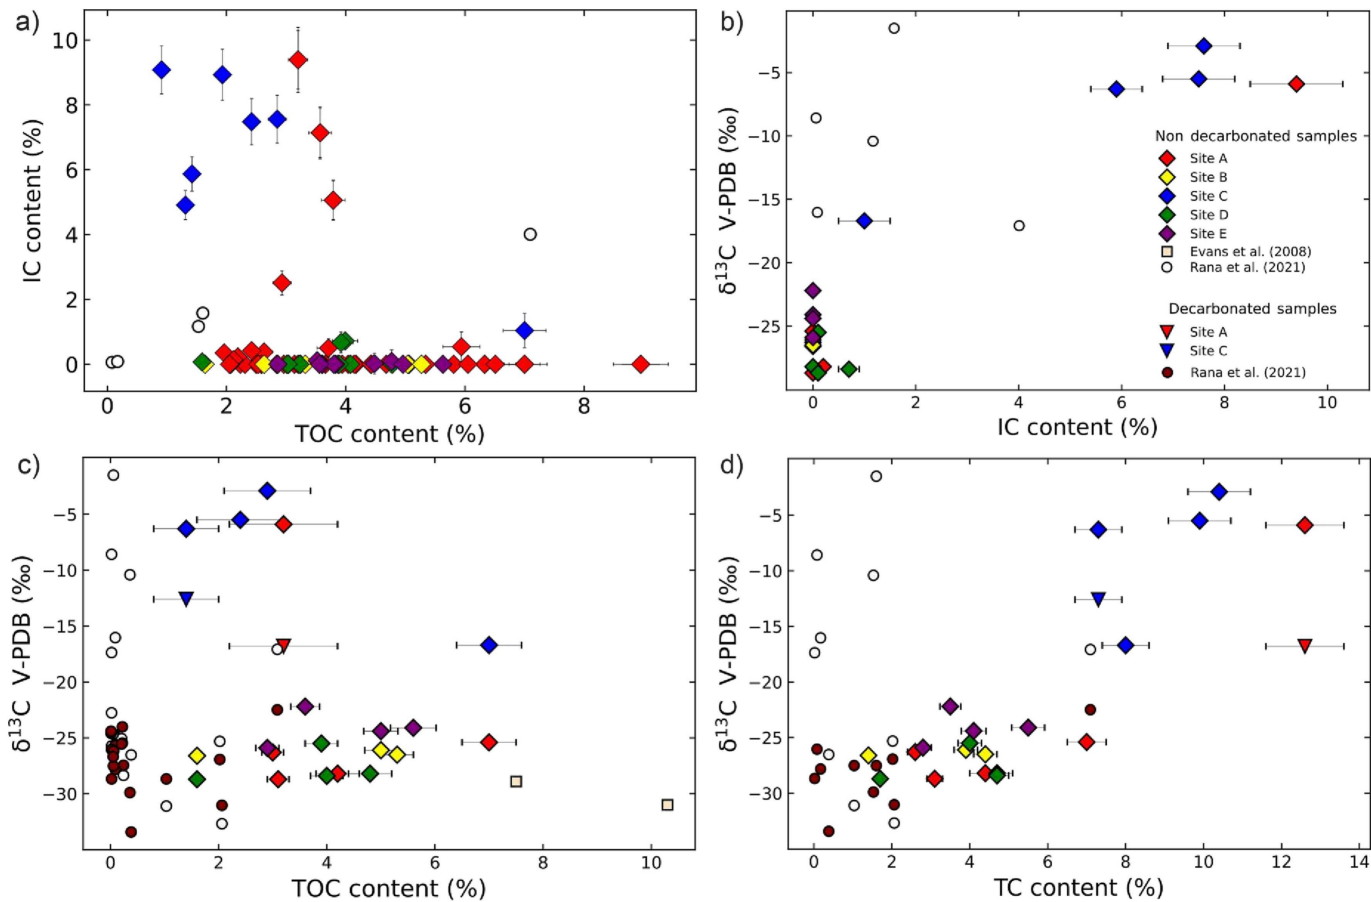 a)
10
8
6
4
2
0
IC content (%)
0 2 4 6 8
TOC content (%)
b)
−5
−10
−15
−20
−25
δ13C V-PDB (‰)
Non decarbonated samples
Site A
Site B
Site C
Site D
Site E
Evans et al. (2008)
Rana et al. (2021)
Decarbonated samples
Site A
Site C
Rana et al. (2021)
0 2 4 6 8 10
IC content (%)
c)
−5
−10
−15
−20
−25
−30
δ13C V-PDB (‰)
0 2 4 6 8 10
TOC content (%)
d)
−5
−10
−15
−20
−25
−30
δ13C V-PDB (‰)
0 2 4 6 8 10 12 14
TC content (%)